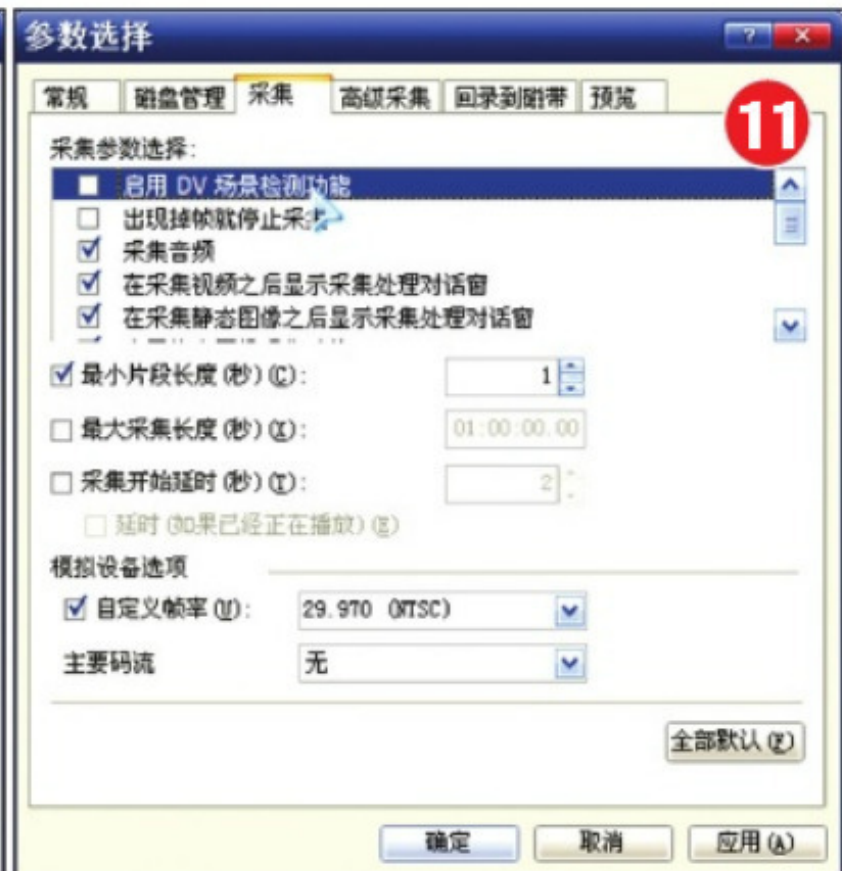 参数选择
常规 磁盘管理 采集 高级采集 回录到磁带 预览
11
采集参数选择:
启用 DV 场景检测功能
出现掉帧就停止采集
采集音频
在采集视频之后显示采集处理对话窗
在采集静态图像之后显示采集处理对话窗
最小片段长度(秒)(C): 1
最大采集长度(秒)(X): 01:00:00.00
采集开始延时(秒)(T): 2
延时(如果已经正在播放)(E)
模拟设备选项
自定义帧率(U): 29.970 (NTSC)
主要码流 无
全部默认(F)
确定 取消 应用(A)